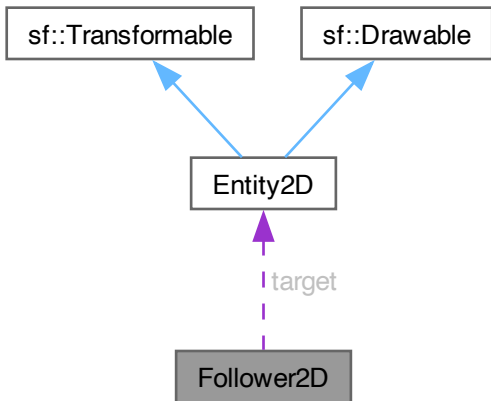 sf::Transformable
sf::Drawable
Entity2D
target
Follower2D